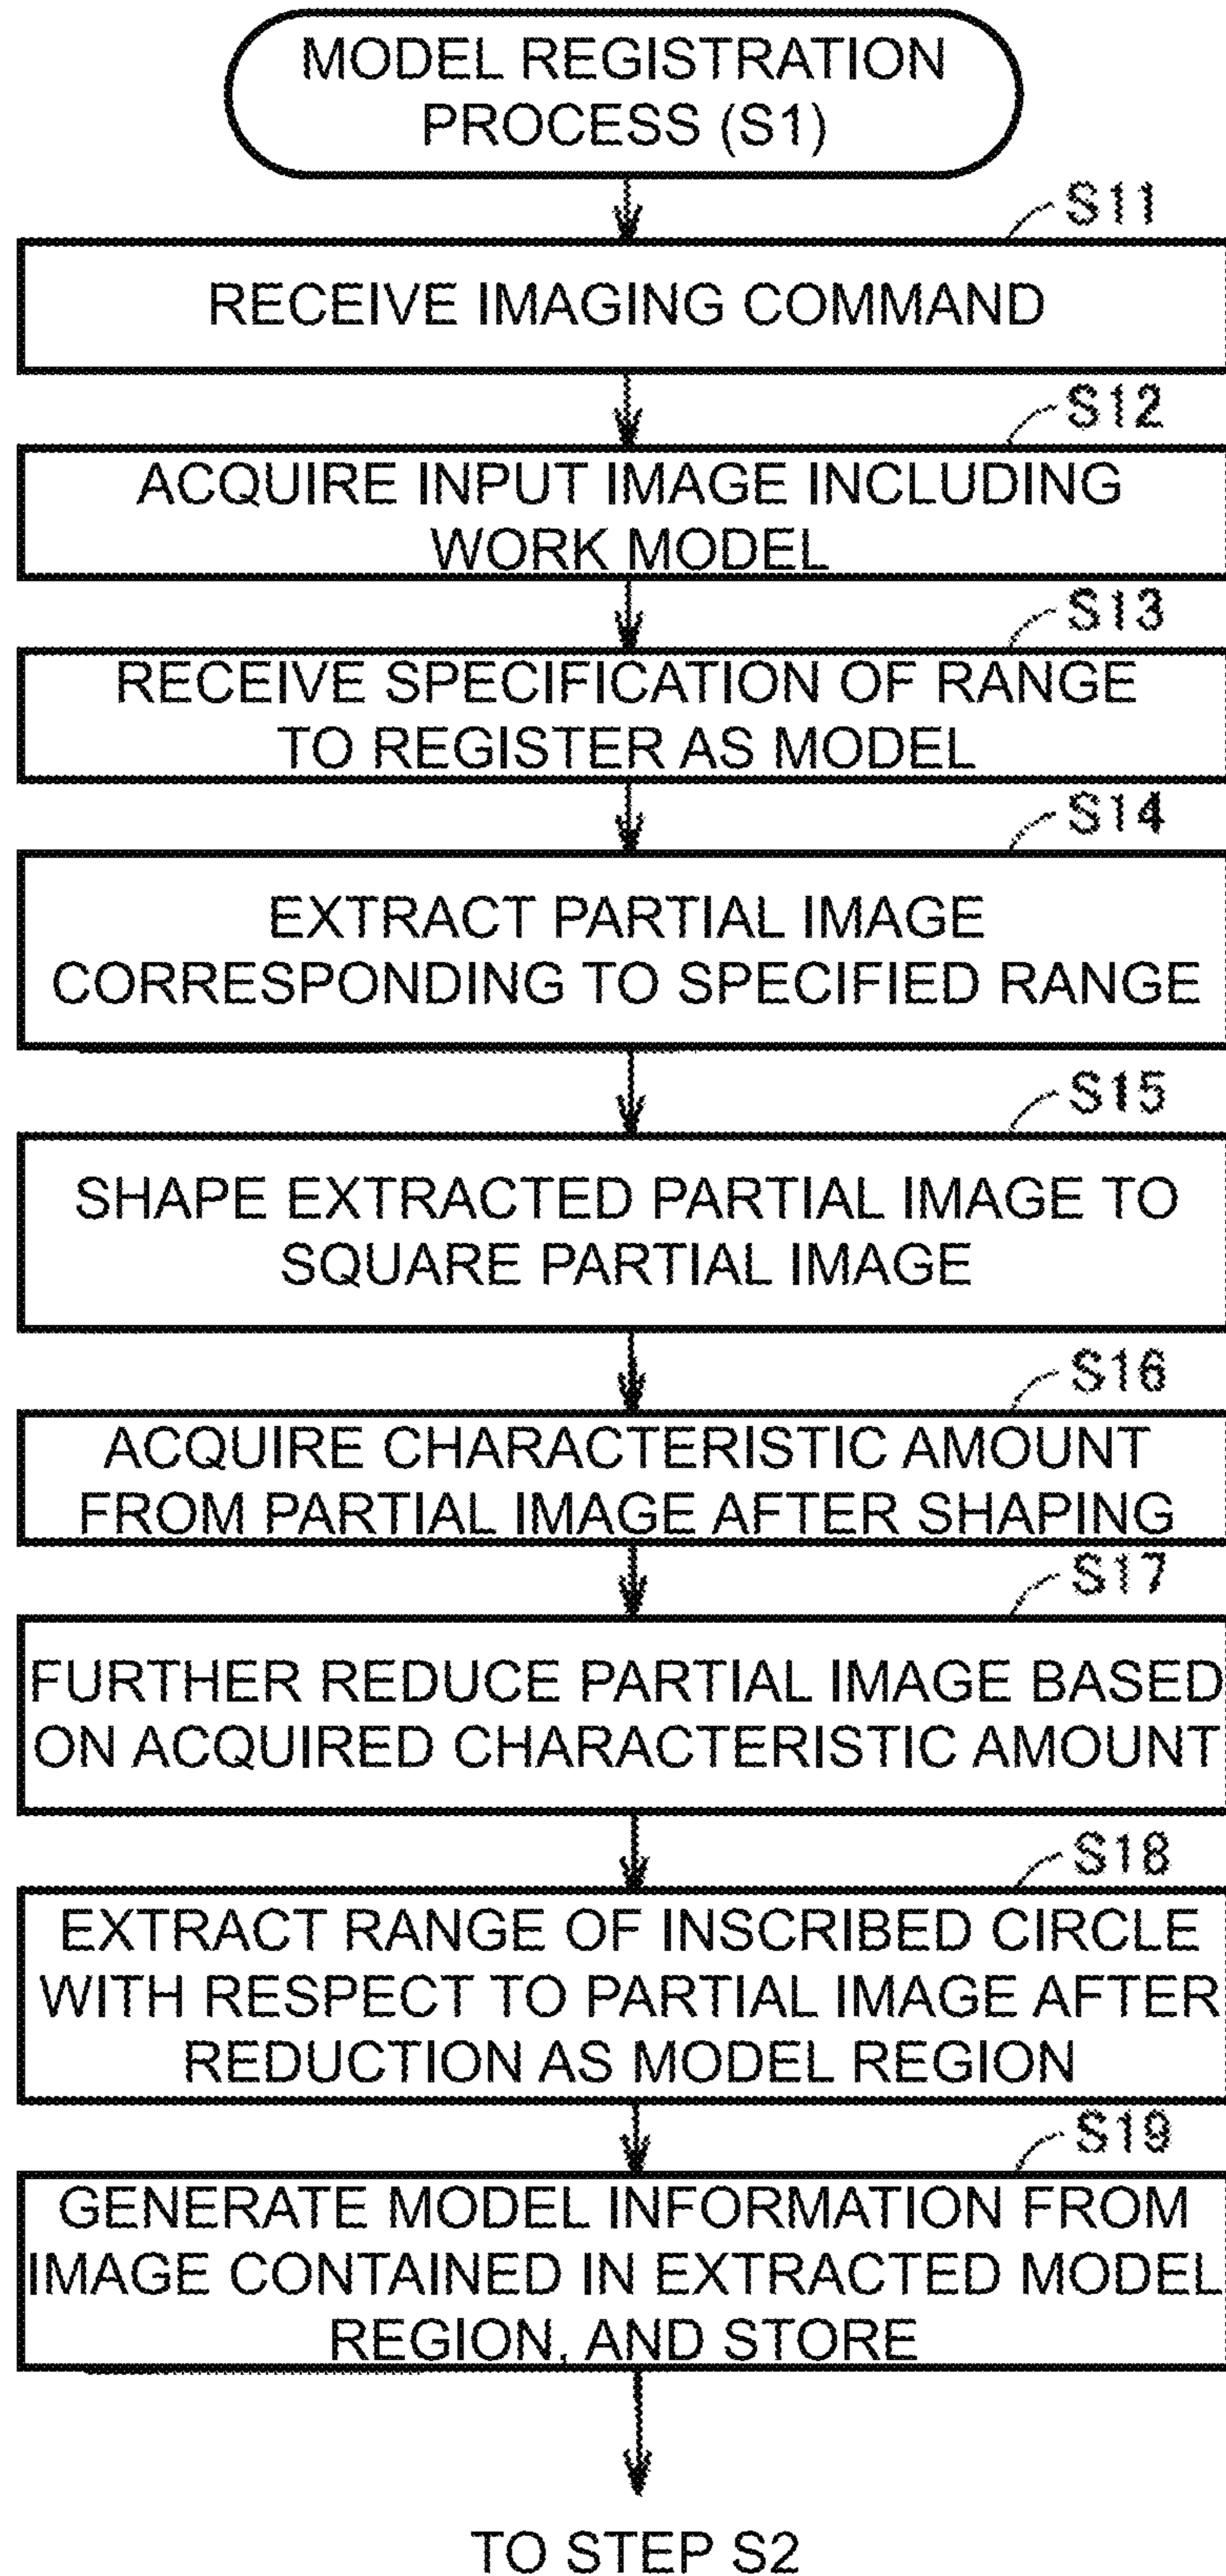 MODEL REGISTRATION
PROCESS (S1)
S11
RECEIVE IMAGING COMMAND
S12
ACQUIRE INPUT IMAGE INCLUDING
WORK MODEL
S13
RECEIVE SPECIFICATION OF RANGE
TO REGISTER AS MODEL
S14
EXTRACT PARTIAL IMAGE
CORRESPONDING TO SPECIFIED RANGE
S15
SHAPE EXTRACTED PARTIAL IMAGE TO
SQUARE PARTIAL IMAGE
S16
ACQUIRE CHARACTERISTIC AMOUNT
FROM PARTIAL IMAGE AFTER SHAPING
S17
FURTHER REDUCE PARTIAL IMAGE BASED
ON ACQUIRED CHARACTERISTIC AMOUNT
S18
EXTRACT RANGE OF INSCRIBED CIRCLE
WITH RESPECT TO PARTIAL IMAGE AFTER
REDUCTION AS MODEL REGION
S19
GENERATE MODEL INFORMATION FROM
IMAGE CONTAINED IN EXTRACTED MODEL
REGION, AND STORE
TO STEP S2